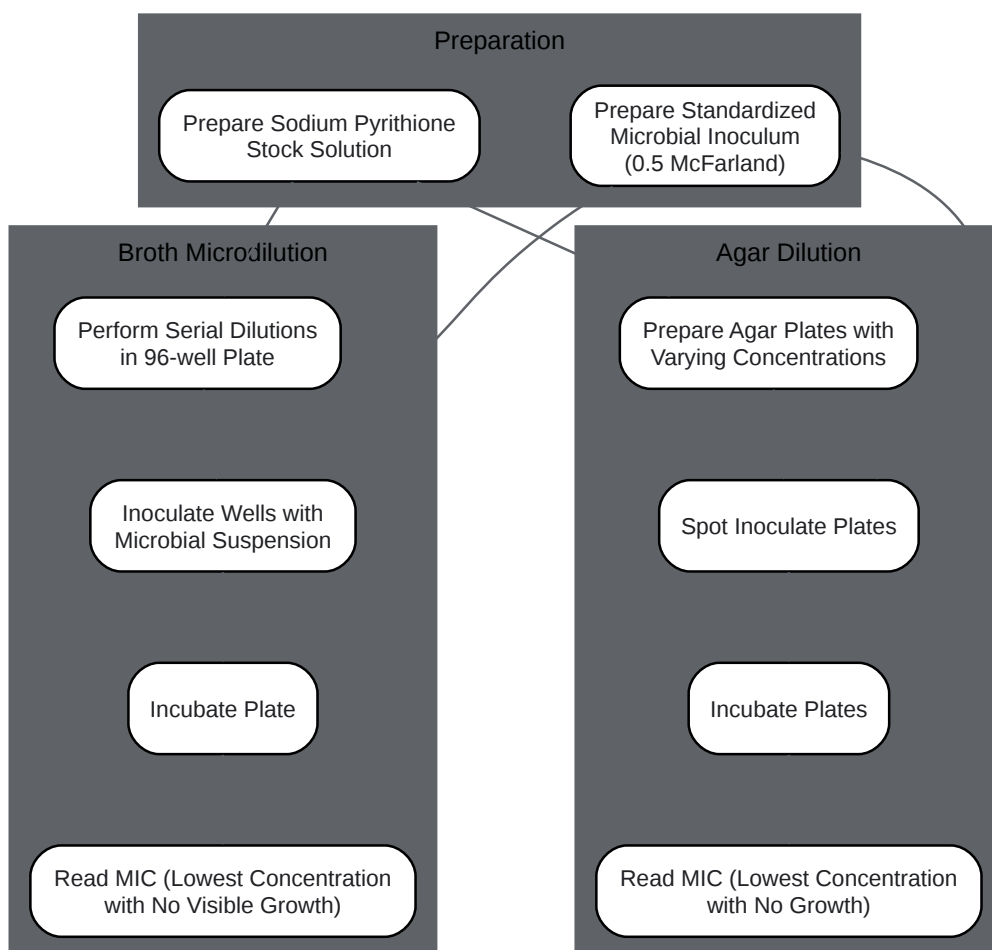 Preparation
Prepare Sodium Pyrithione
Stock Solution
Prepare Standardized
Microbial Inoculum
(0.5 McFarland)
Broth Microdilution
Perform Serial Dilutions
in 96-well Plate
Inoculate Wells with
Microbial Suspension
Incubate Plate
Read MIC (Lowest Concentration
with No Visible Growth)
Agar Dilution
Prepare Agar Plates with
Varying Concentrations
Spot Inoculate Plates
Incubate Plates
Read MIC (Lowest Concentration
with No Growth)